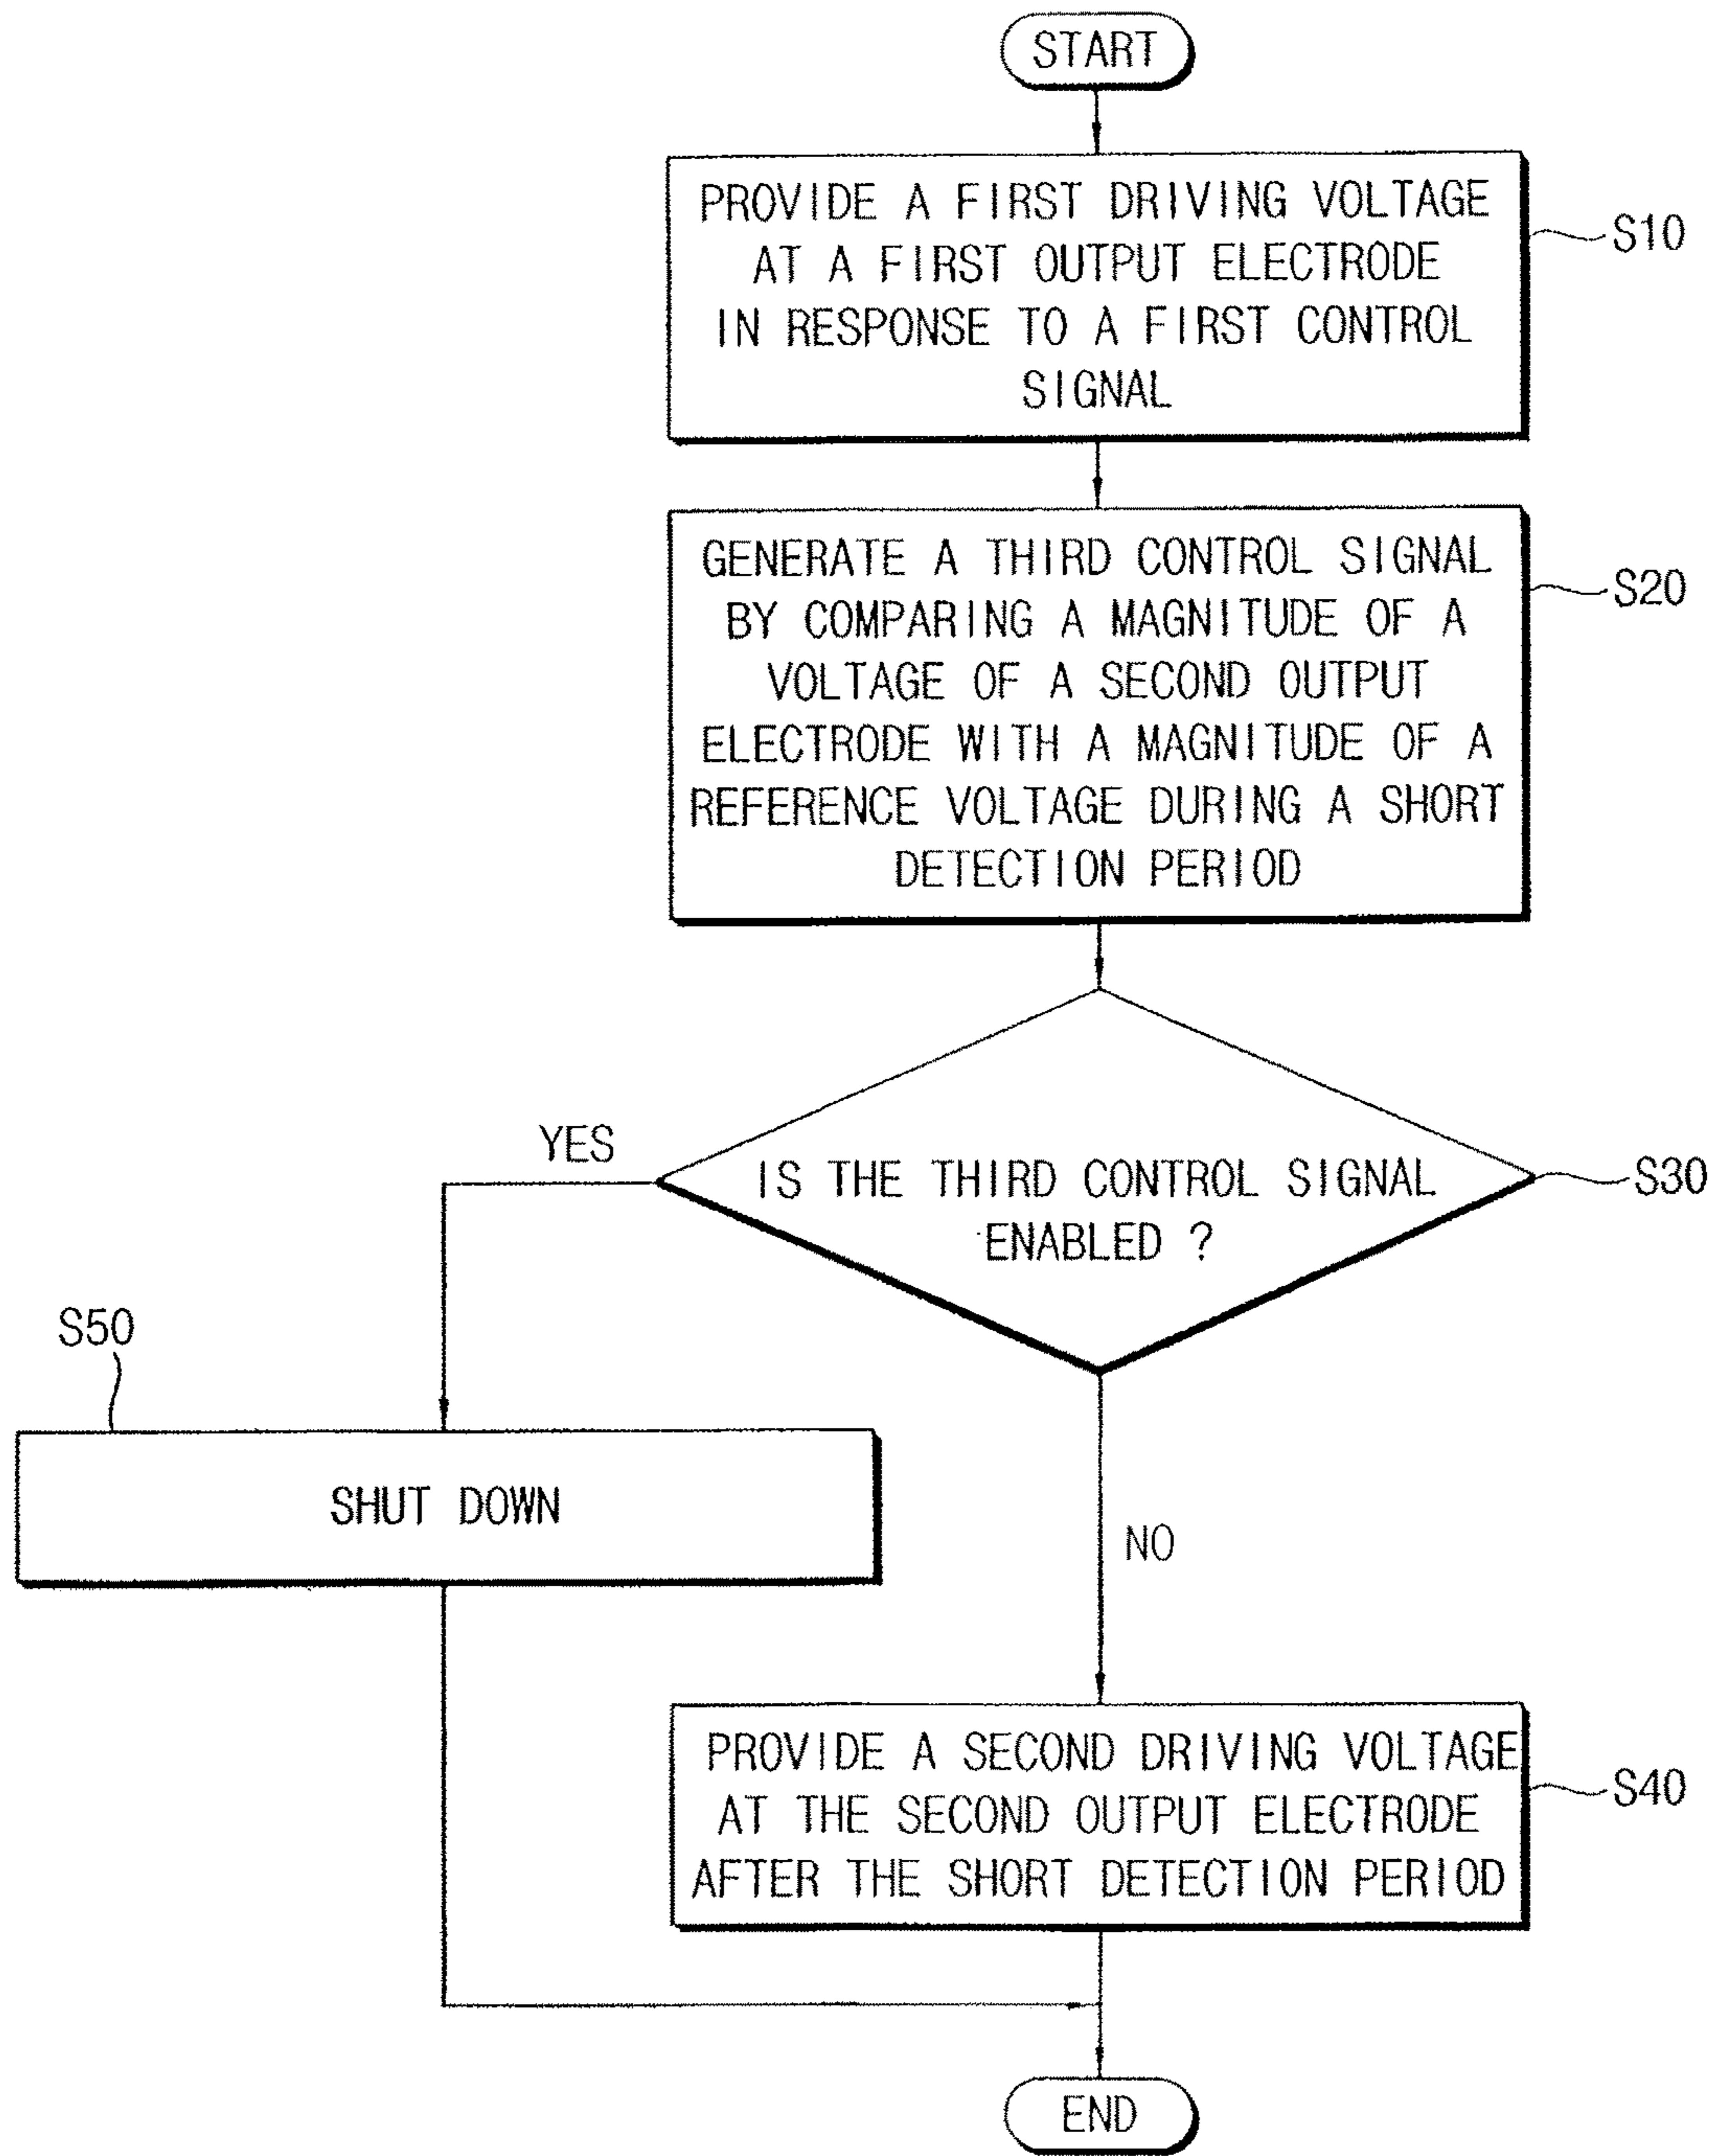 START
PROVIDE A FIRST DRIVING VOLTAGE
AT A FIRST OUTPUT ELECTRODE
IN RESPONSE TO A FIRST CONTROL
SIGNAL
S10
GENERATE A THIRD CONTROL SIGNAL
BY COMPARING A MAGNITUDE OF A
VOLTAGE OF A SECOND OUTPUT
ELECTRODE WITH A MAGNITUDE OF A
REFERENCE VOLTAGE DURING A SHORT
DETECTION PERIOD
S20
YES
IS THE THIRD CONTROL SIGNAL
ENABLED ?
S30
S50
SHUT DOWN
NO
PROVIDE A SECOND DRIVING VOLTAGE
AT THE SECOND OUTPUT ELECTRODE
AFTER THE SHORT DETECTION PERIOD
S40
END